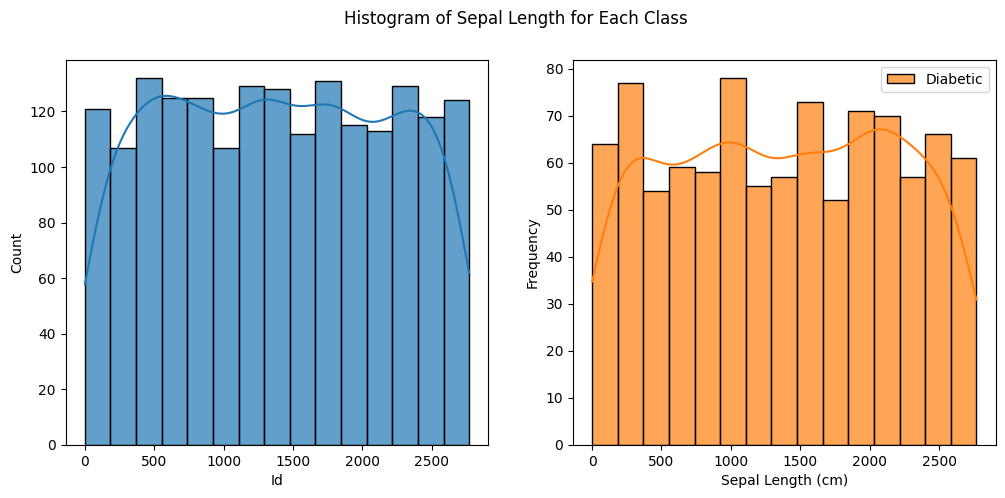 Histogram of Sepal Length for Each Class
Count
120
100
80
60
40
20
0
0 500 1000 1500 2000 2500
Id
Diabetic
Frequency
80
70
60
50
40
30
20
10
0
0 500 1000 1500 2000 2500
Sepal Length (cm)